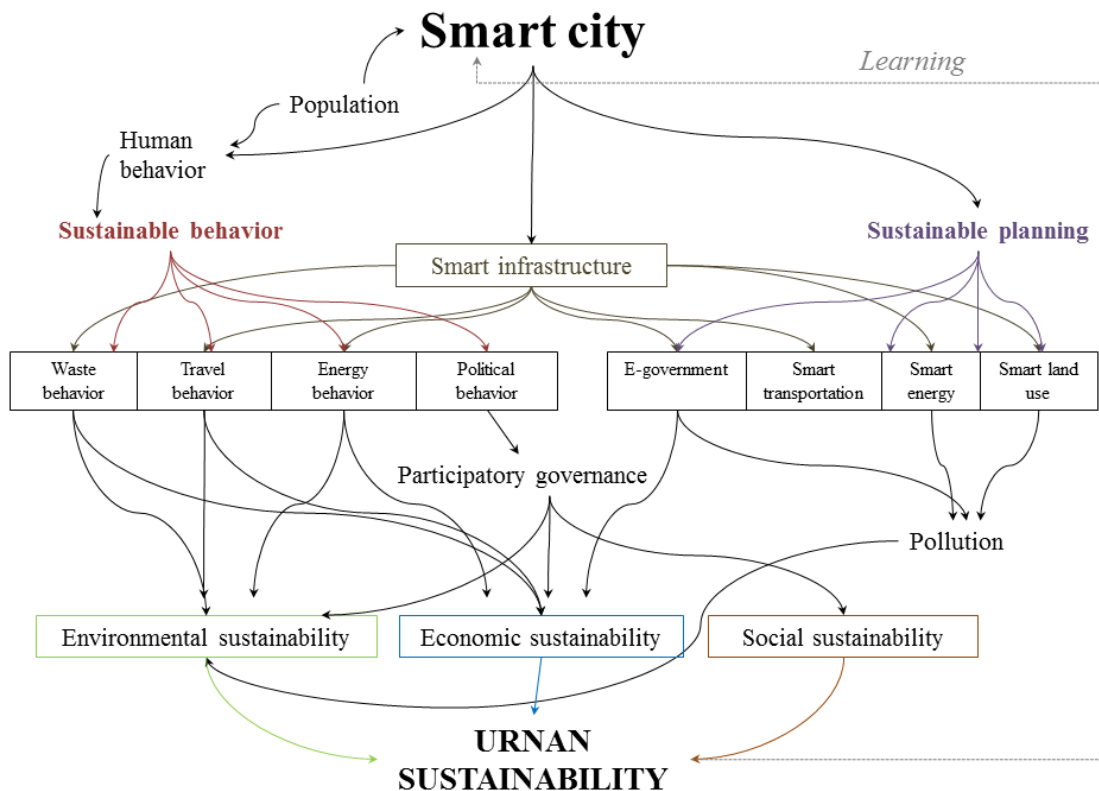 Smart city
Learning
Population
Human
behavior
Sustainable behavior
Sustainable planning
Smart infrastructure
Waste
behavior
Travel
behavior
Energy
behavior
Political
behavior
E-government
Smart
transportation
Smart
energy
Smart land
use
Participatory governance
Pollution
Environmental sustainability
Economic sustainability
Social sustainability
URNAN
SUSTAINABILITY